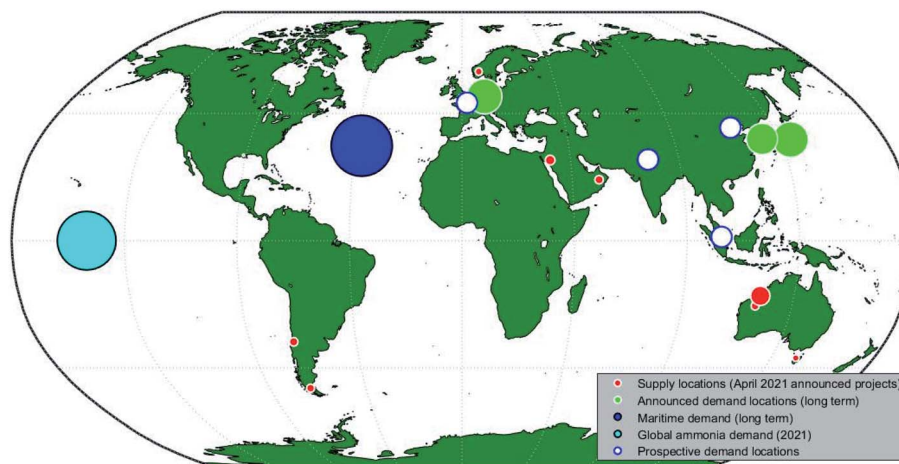 Supply locations (April 2021 announced projects)
Announced demand locations (long term)
Maritime demand (long term)
Global ammonia demand (2021)
Prospective demand locations